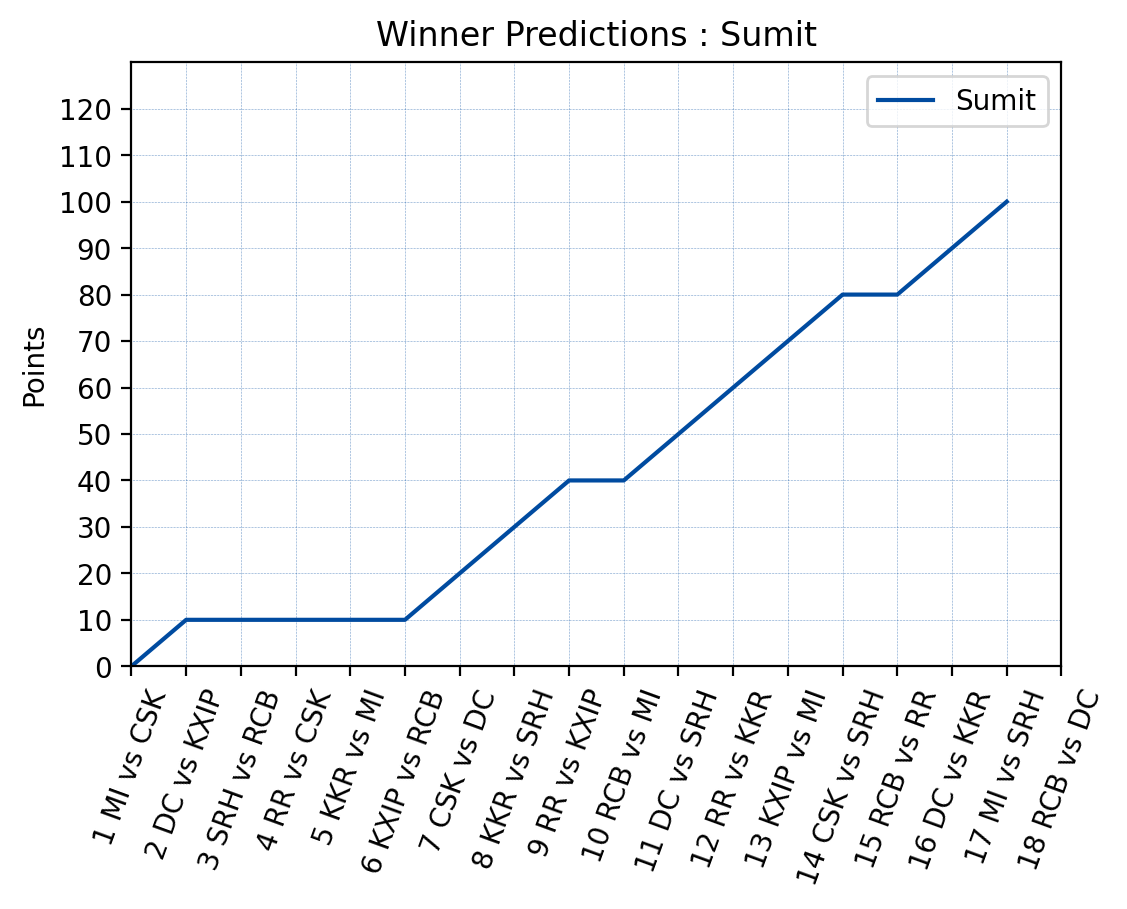 Winner Predictions : Sumit
Sumit
120
110
100
90
80
70
60
50
40
30
20
10
0
Points
1 MI vs CSK
2 DC vs KXIP
3 SRH vs RCB
4 RR vs CSK
5 KKR vs MI
6 KXIP vs RCB
7 CSK vs DC
8 KKR vs SRH
9 RR vs KXIP
10 RCB vs MI
11 DC vs SRH
12 RR vs KKR
13 KXIP vs MI
14 CSK vs SRH
15 RCB vs RR
16 DC vs KKR
17 MI vs SRH
18 RCB vs DC